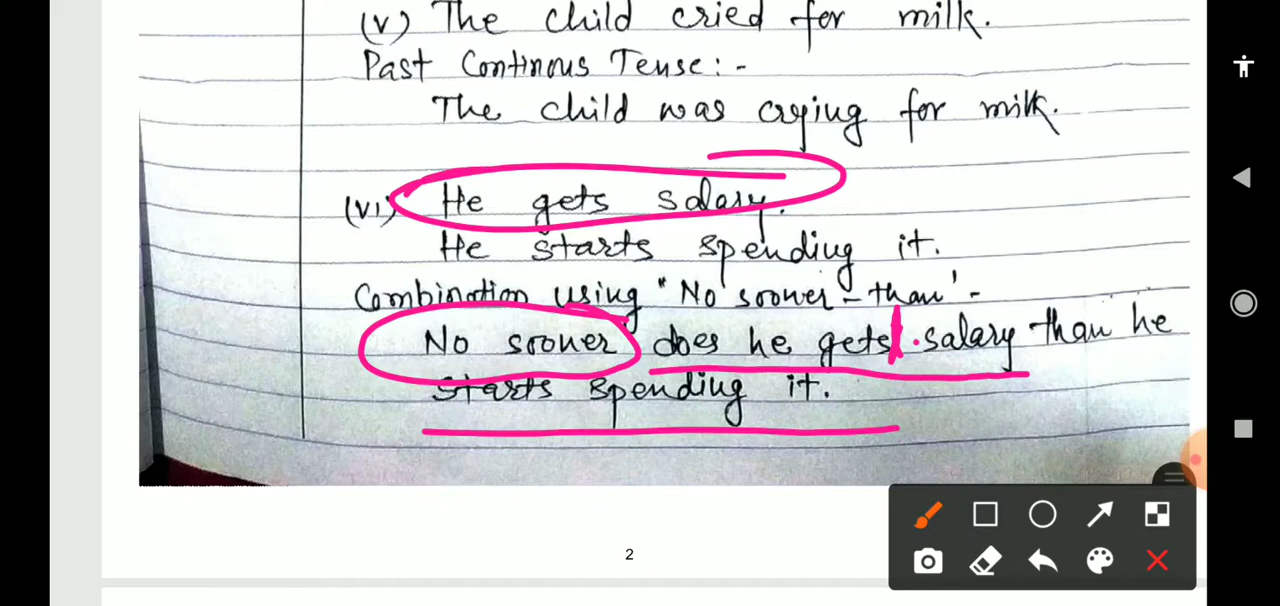 (v) The child cried for milk.
Past Continous Tense:-
The child was crying for milk.
(vi) He gets salary.
He starts spending it.
Combination using "No sooner - than'-
No sooner does he gets salary than he
starts spending it.
2